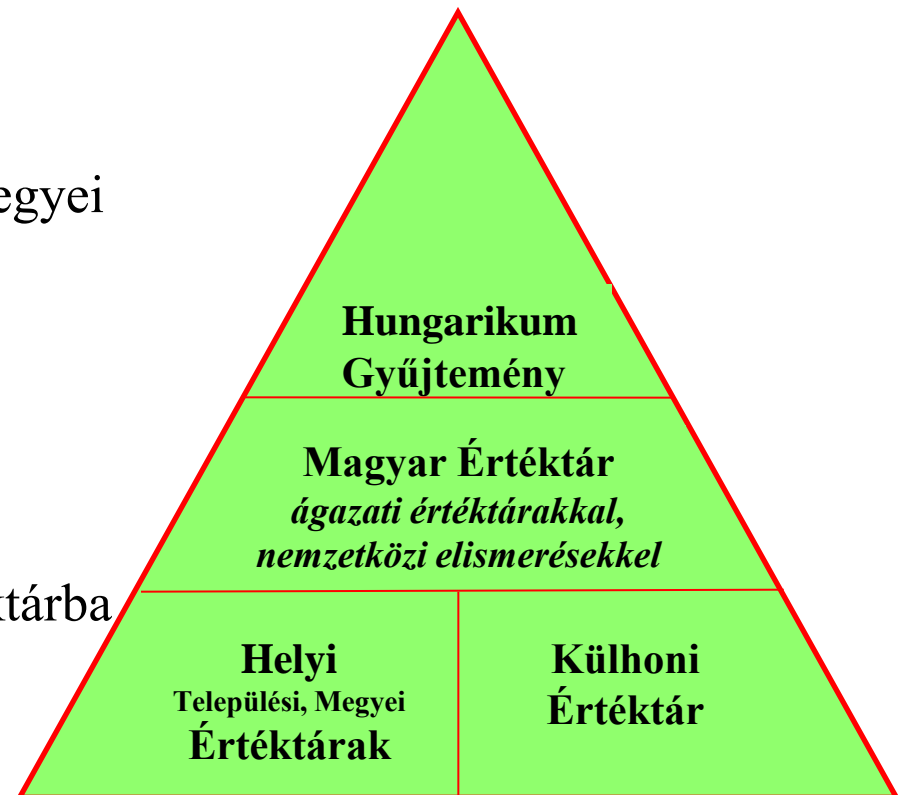 egyei
Hungarikum
Gyűjtemény
Magyar Értéktár
ágazati értéktárakkal,
nemzetközi elismerésekkel
ktárba
Helyi
Települési, Megyei
Értéktárak
Külhoni
Értéktár